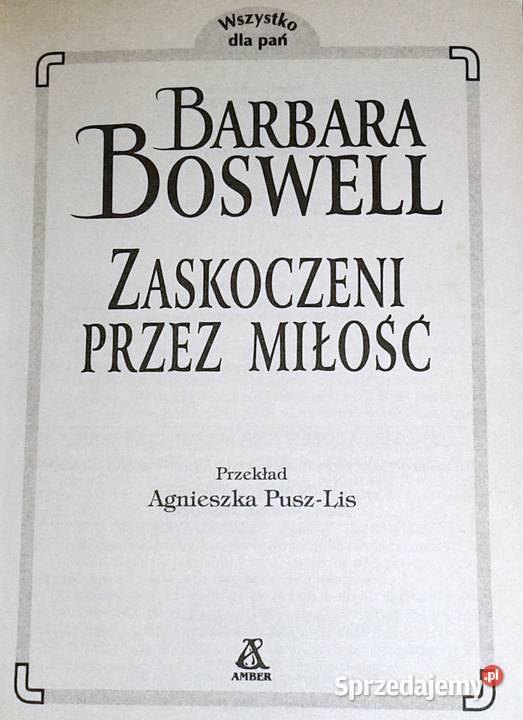 Wszystko
dla pań
BARBARA
BOSWELL
ZASKOCZENI
PRZEZ MIŁOŚĆ
Przekład
Agnieszka Pusz-Lis
A
AMBER
Sprzedajemy.pl